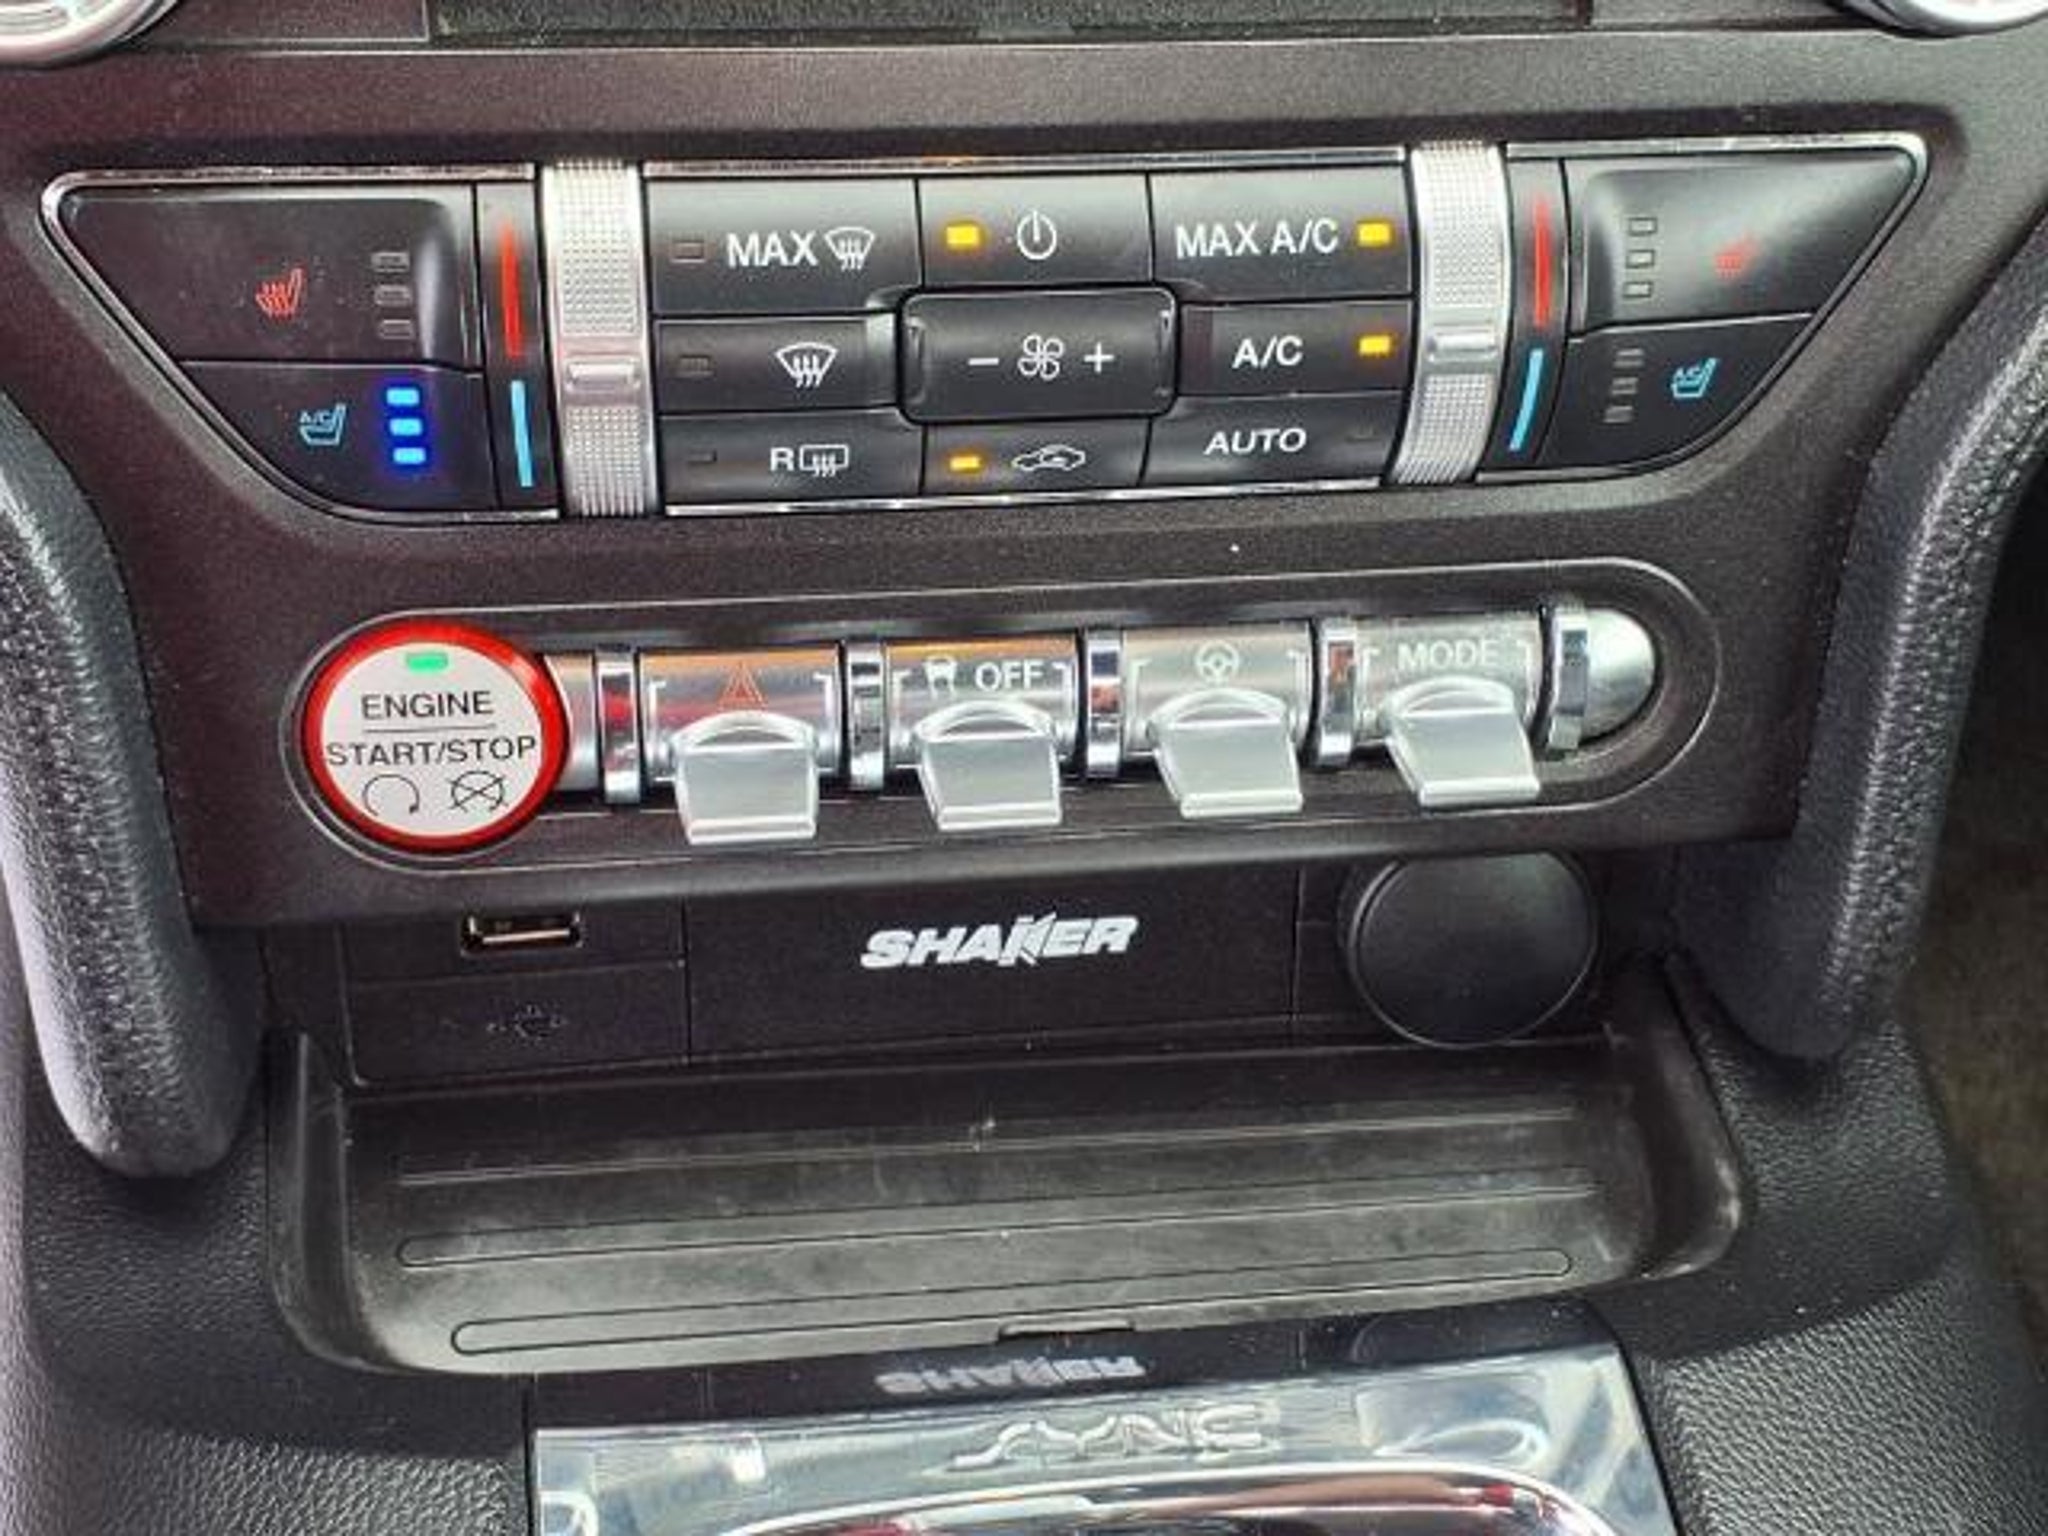 MAX
MAX A/C
A/C
A/C
A/C
R
AUTO
ENGINE
START/STOP
OFF
MODE
SHAKER
SHAKER
SYNC